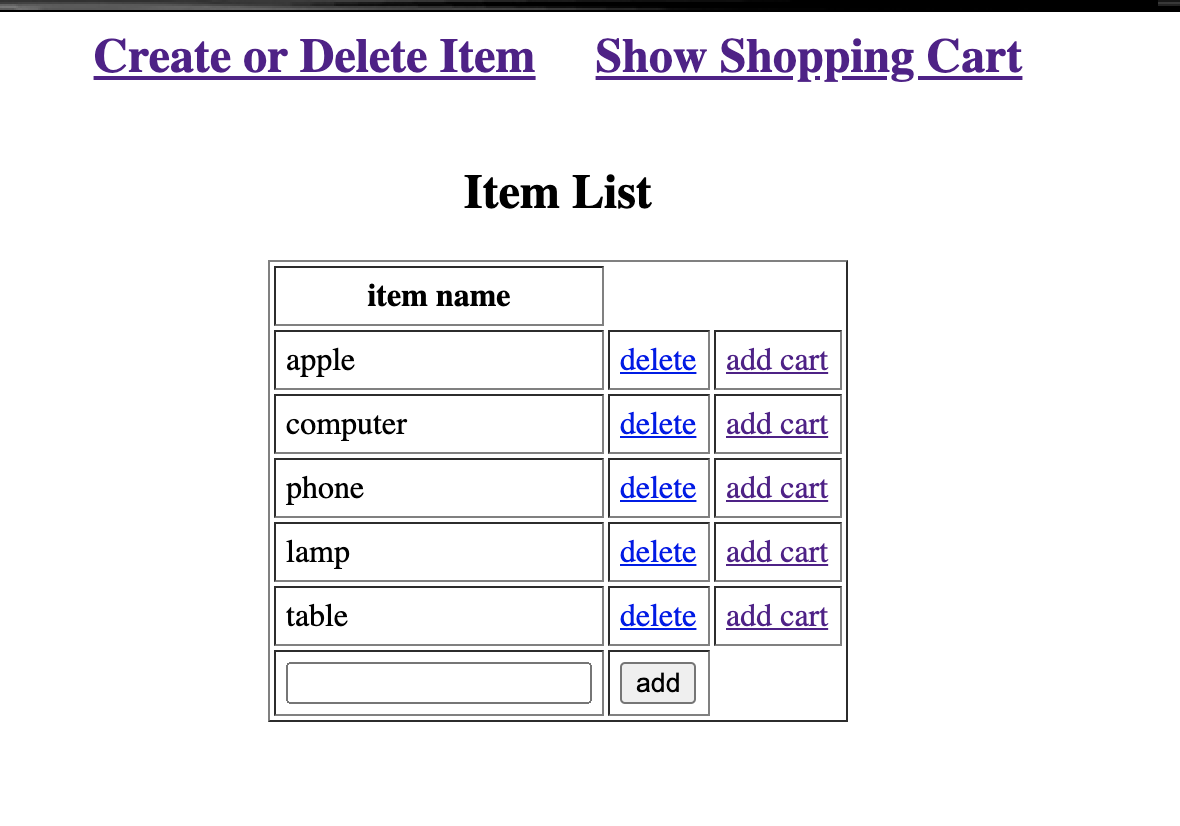 Create or Delete Item Show Shopping Cart
Item List
item name
apple delete add cart
computer delete add cart
phone delete add cart
lamp delete add cart
table delete add cart
add